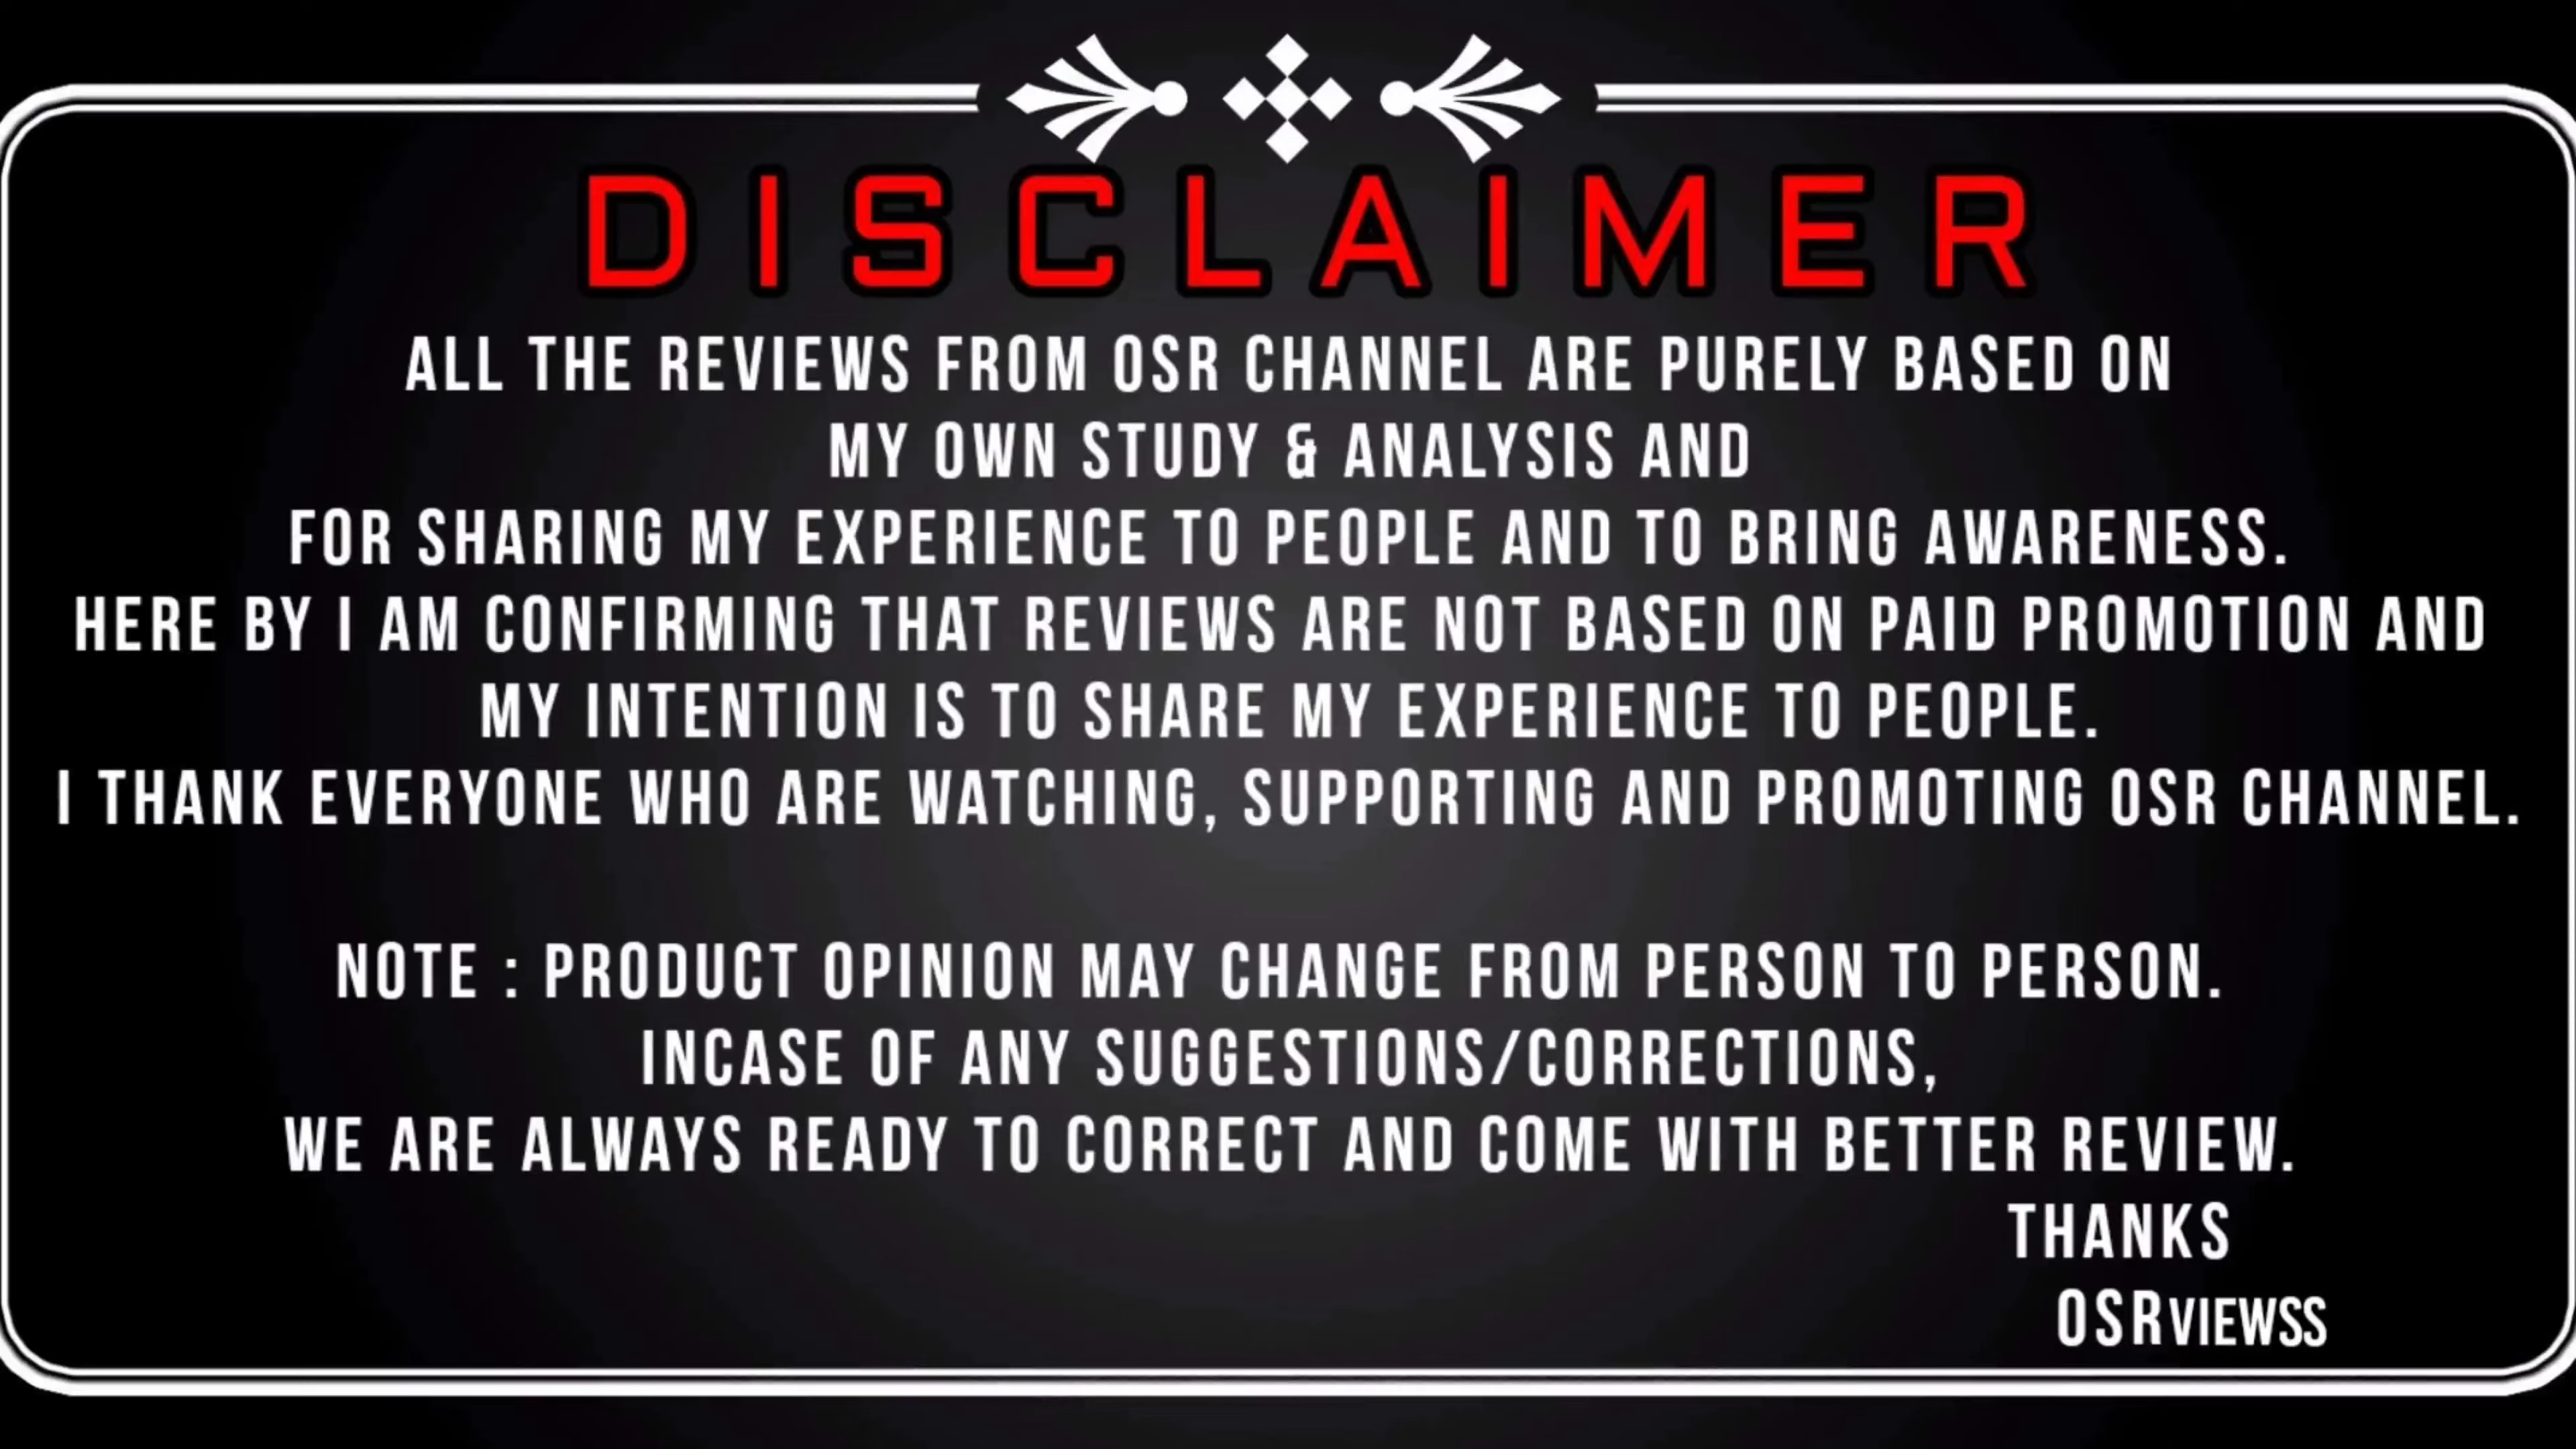 DISCLAIMER
ALL THE REVIEWS FROM OSR CHANNEL ARE PURELY BASED ON
MY OWN STUDY & ANALYSIS AND
FOR SHARING MY EXPERIENCE TO PEOPLE AND TO BRING AWARENESS.
HERE BY I AM CONFIRMING THAT REVIEWS ARE NOT BASED ON PAID PROMOTION AND
MY INTENTION IS TO SHARE MY EXPERIENCE TO PEOPLE.
I THANK EVERYONE WHO ARE WATCHING, SUPPORTING AND PROMOTING OSR CHANNEL.
NOTE : PRODUCT OPINION MAY CHANGE FROM PERSON TO PERSON.
INCASE OF ANY SUGGESTIONS/CORRECTIONS,
WE ARE ALWAYS READY TO CORRECT AND COME WITH BETTER REVIEW.
THANKS
OSRVIEWSS